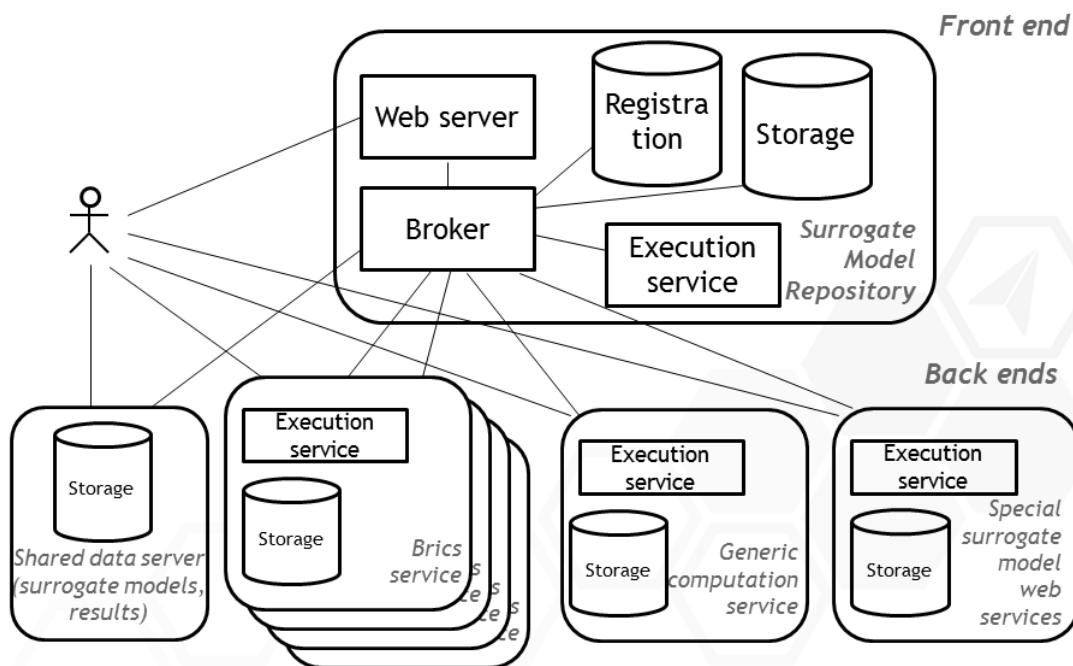 Front end
Web server
Registra
tion
Storage
Broker
Execution
service
Surrogate
Model
Repository
Back ends
Storage
Shared data server
(surrogate models,
results)
Execution
service
Storage
Brics
service
Execution
service
Storage
Generic
computation
service
Execution
service
Storage
Special
surrogate
model
web
services